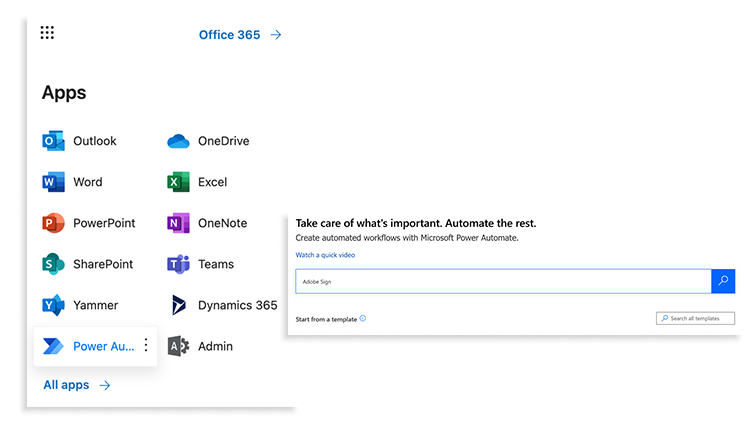 Office 365 →
Apps
Outlook
OneDrive
Word
Excel
PowerPoint
OneNote
SharePoint
Teams
Yammer
Dynamics 365
Power Au...
Admin
All apps →
Take care of what's important. Automate the rest.
Create automated workflows with Microsoft Power Automate.
Watch a quick video
Adobe Sign
Start from a template
Search all templates